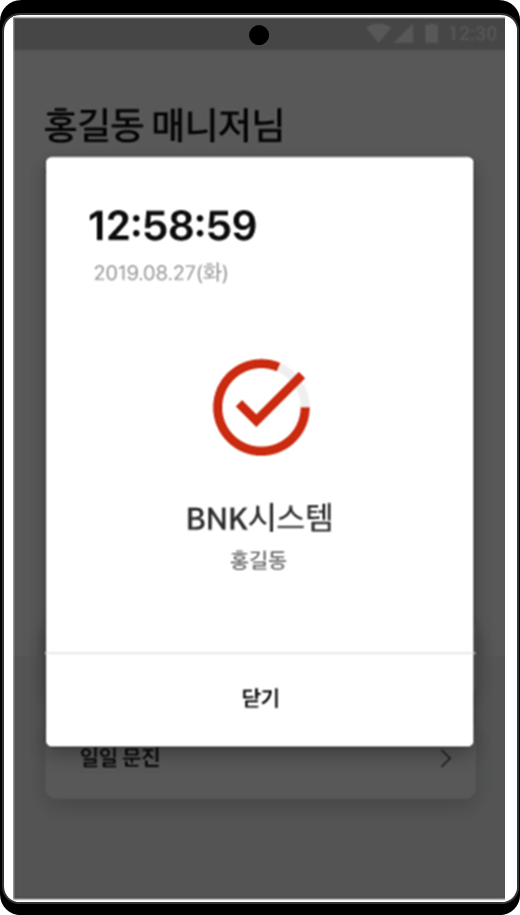 12:30
홍길동 매니저님
12:58:59
2019.08.27(화)
BNK시스템
홍길동
닫기
일일 문진